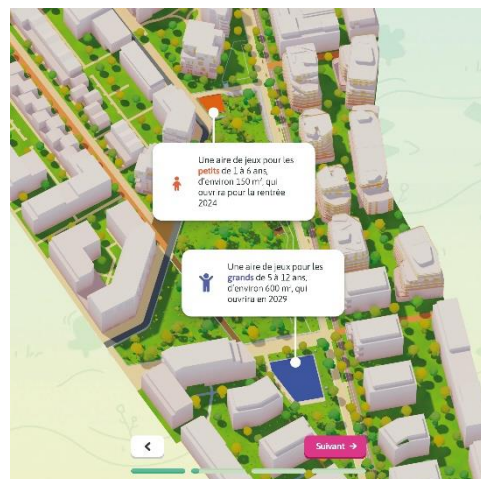 Une aire de jeux pour les
petits de 1 à 6 ans,
d'environ 150 m², qui
ouvrira pour la rentrée
2024
Une aire de jeux pour les
grands de 5 à 12 ans,
d'environ 600 m², qui
ouvrira en 2029
Suivant →